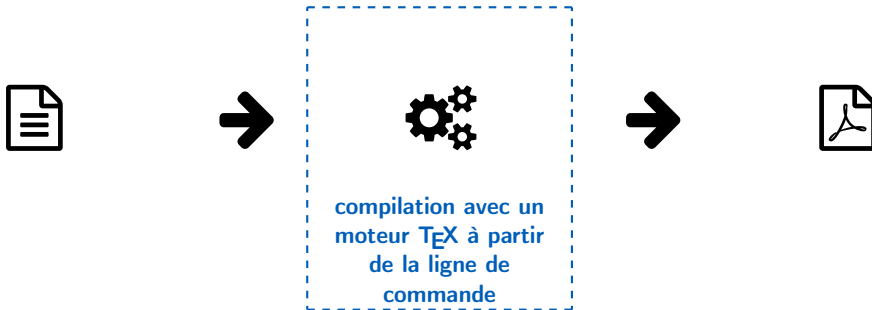 compilation avec un
moteur TEX à partir
de la ligne de
commande